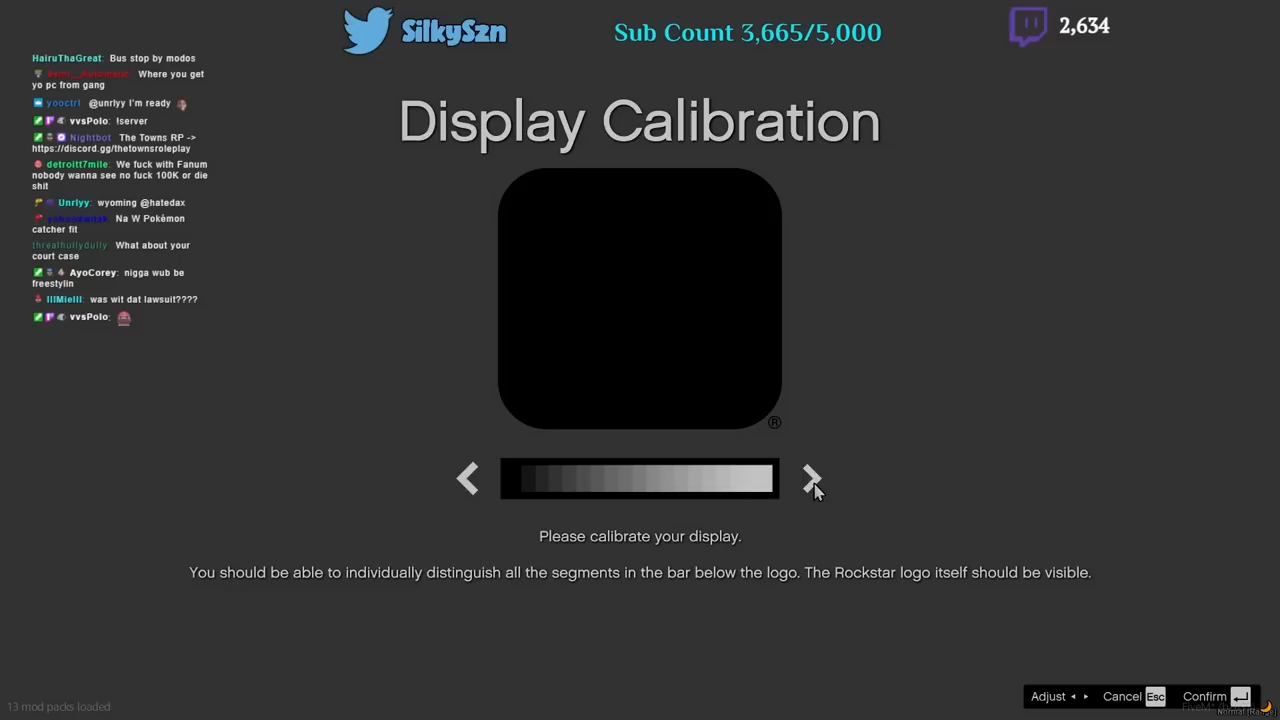 SilkySzn
Sub Count 3,665/5,000
2,634
HairuThaGreat: Bus stop by modos
Where you get
yo pc from gang
yooctrl @unrlyy I'm ready
vvsPolo: !server
Nightbot The Towns RP ->
https://discord.gg/thetownsroleplay
detroitt7mile: We fuck with Fanum
nobody wanna see no fuck 100K or die
shit
Unrlyy: wyoming @hatedax
Na W Pokémon
catcher fit
threalhuilydully: What about your
court case
AyoCorey: nigga wub be
freestylin
lllMielll: was wit dat lawsuit????
vvsPolo:
Display Calibration
®
Please calibrate your display.
You should be able to individually distinguish all the segments in the bar below the logo. The Rockstar logo itself should be visible.
Adjust Cancel Esc Confirm
13 mod packs loaded